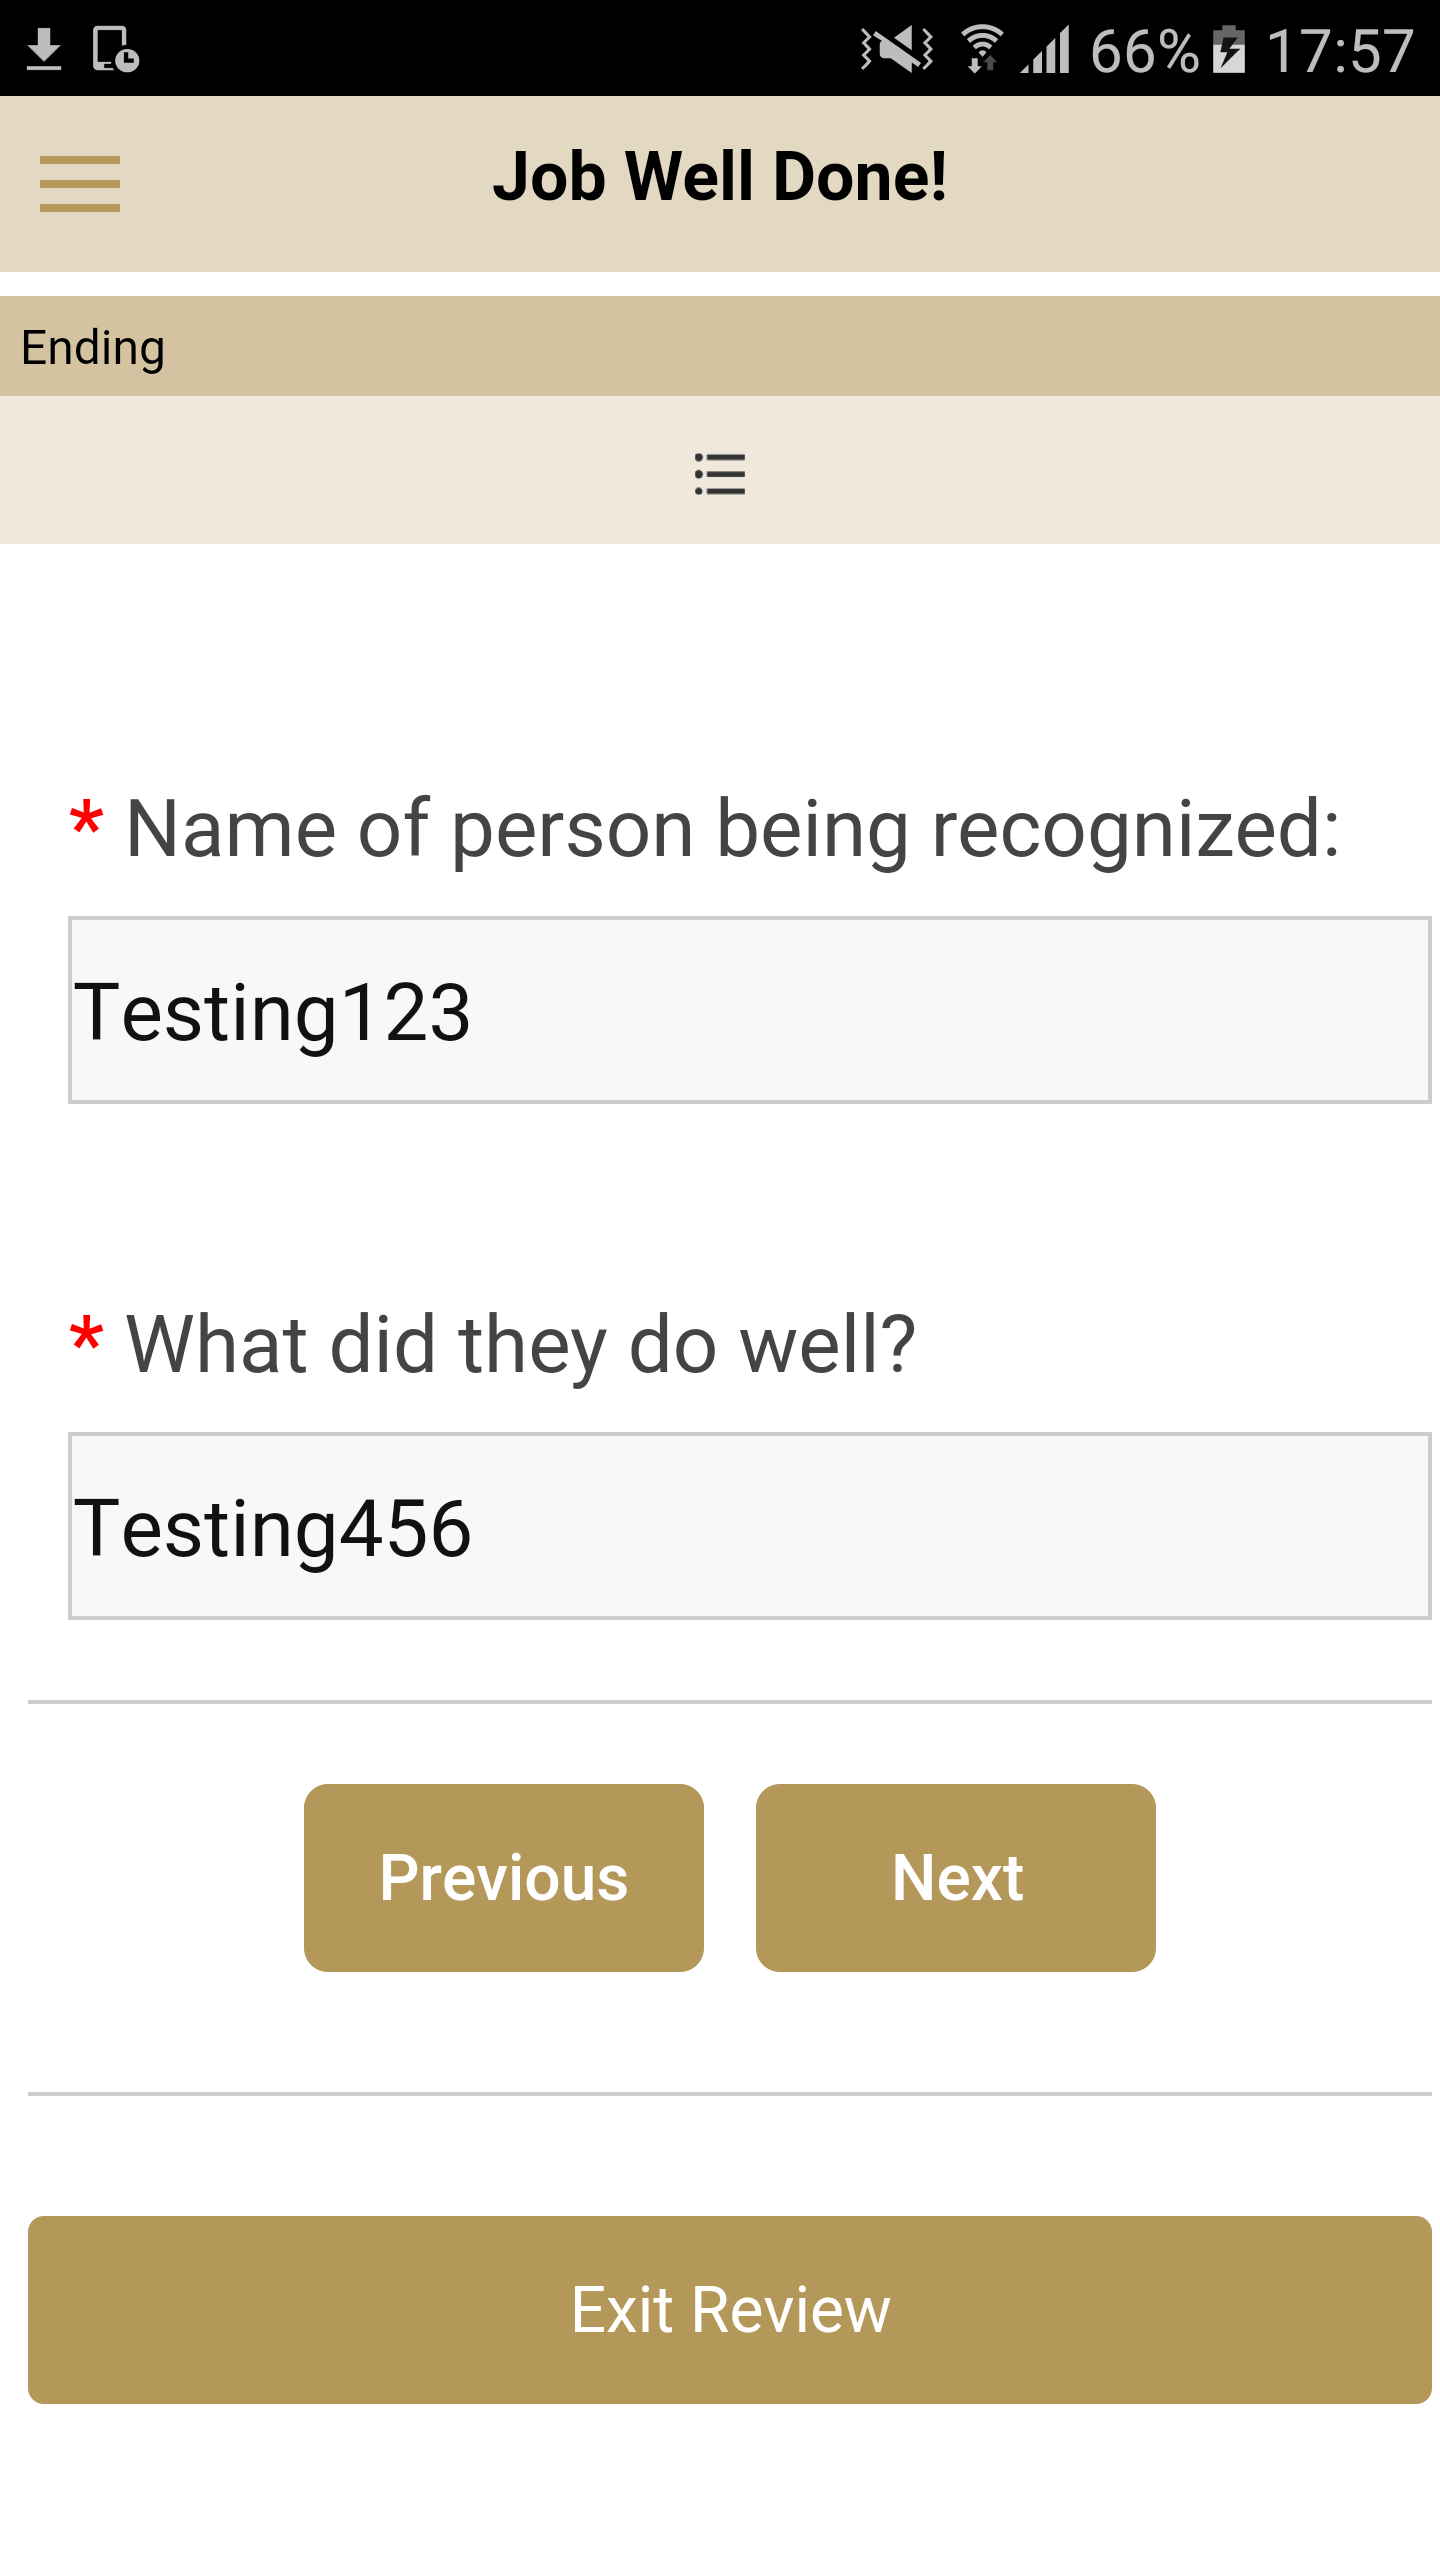 66% 17:57
Job Well Done!
Ending
* Name of person being recognized:
Testing123
* What did they do well?
Testing456
Previous Next
Exit Review